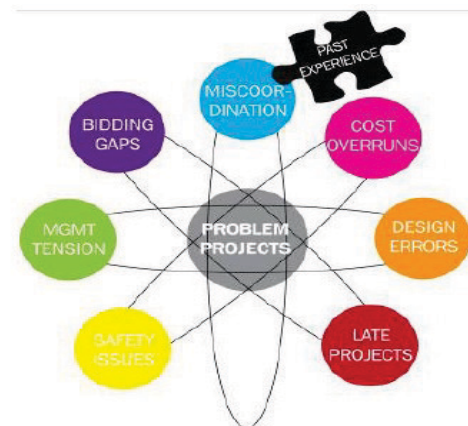 PAST
EXPERIENCE
MISCOOR-
DINATION
BIDDING
GAPS
COST
OVERRUNS
MGMT
TENSION
PROBLEM
PROJECTS
DESIGN
ERRORS
SAFETY
ISSUES
LATE
PROJECTS